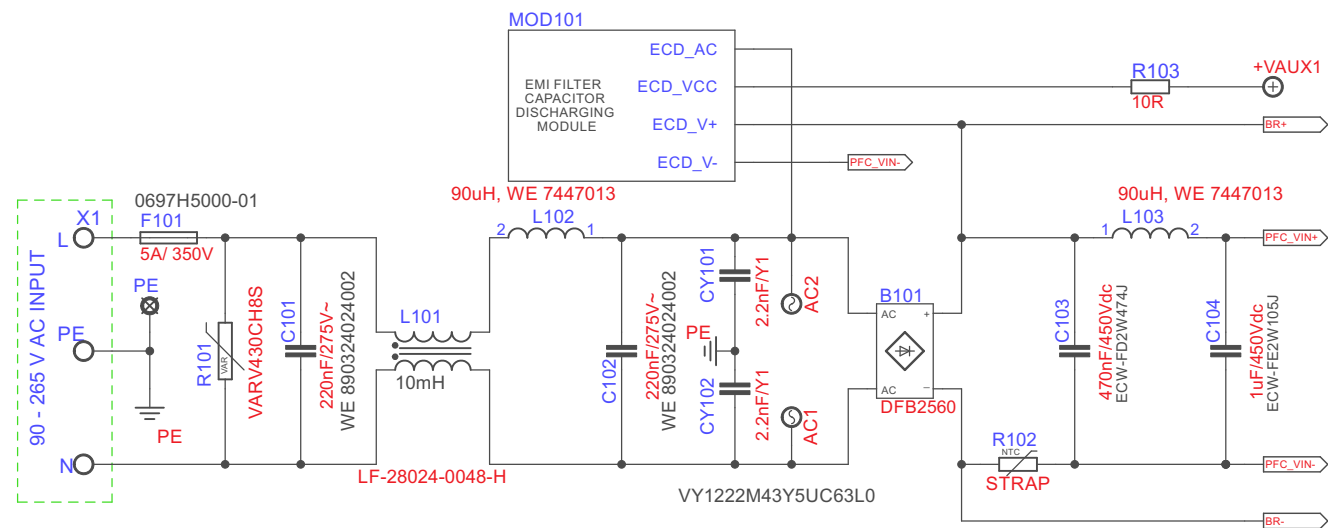 MOD101
ECD_AC
ECD_VCC
ECD_V+
ECD_V-
EMI FILTER
CAPACITOR
DISCHARGING
MODULE
R103
10R
+VAUX1
BR+
PFC_VIN-
90uH, WE 7447013
2
L102
1
90uH, WE 7447013
L103
1
2
PFC_VIN+
0697H5000-01
X1
F101
L
5A/ 350V
90 - 265 V AC INPUT
PE
PE
PE
N
R101
VAR
VARV430CH8S
C101
220nF/275V~
WE 890324024002
L101
10mH
LF-28024-0048-H
C102
220nF/275V~
WE 890324024002
CY101
2.2nF/Y1
PE
CY102
2.2nF/Y1
AC2
AC1
VY1222M43Y5UC63L0
B101
AC
+
AC
–
DFB2560
R102
NTC
STRAP
C103
470nF/450Vdc
ECW-FD2W474J
C104
1uF/450Vdc
ECW-FE2W105J
PFC_VIN-
BR-